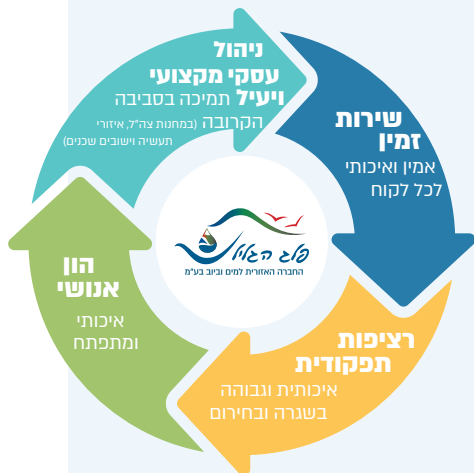 ניהול
עסקי מקצועי
ויעיל תמיכה בסביבה
הקרובה (במחנות צה"ל, איזורי
תעשיה וישובים שכנים)
שירות
זמין
אמין ואיכותי
לכל לקוח
רציפות
תפקודית
איכותית וגבוהה
בשגרה ובחירום
הון
אנושי
איכותי
ומתפתח
פלג הגליל
החברה האזורית למים וביוב בע"מ